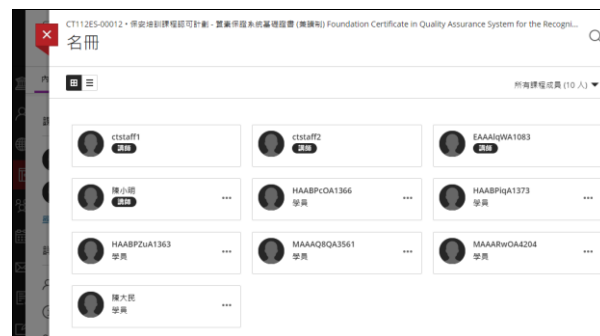 CT112ES-00012 • 保安培訓課程認可計劃 - 質素保證系統基礎證書 (兼讀制) Foundation Certificate in Quality Assurance System for the Recogni...
名冊
所有課程成員 (10 人)
ctstaff1
講師
ctstaff2
講師
EAAAlqWA1083
講師
陳小明
講師
HAABPcOA1366
學員
HAABPiqA1373
學員
HAABPZuA1363
學員
MAAAQ8QA3561
學員
MAAARwOA4204
學員
陳大民
學員